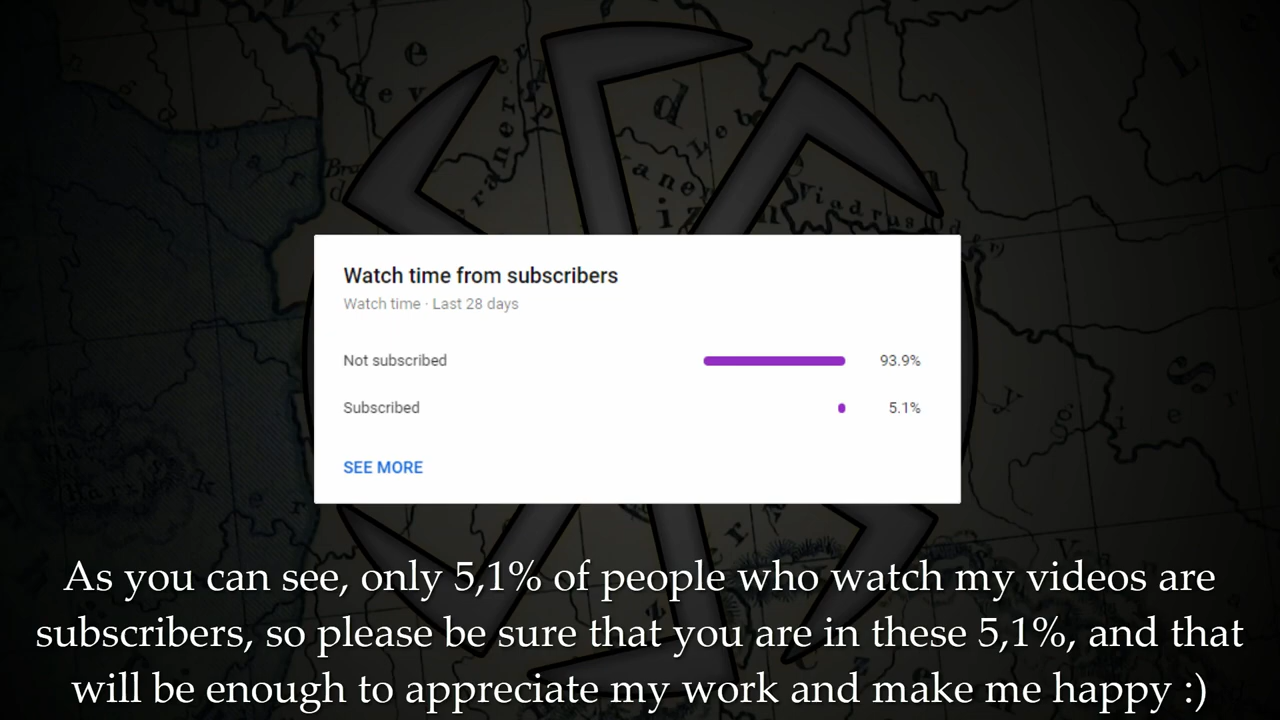 Watch time from subscribers
Watch time · Last 28 days
Not subscribed 93.9%
Subscribed 5.1%
SEE MORE
As you can see, only 5,1% of people who watch my videos are
subscribers, so please be sure that you are in these 5,1%, and that
will be enough to appreciate my work and make me happy :)